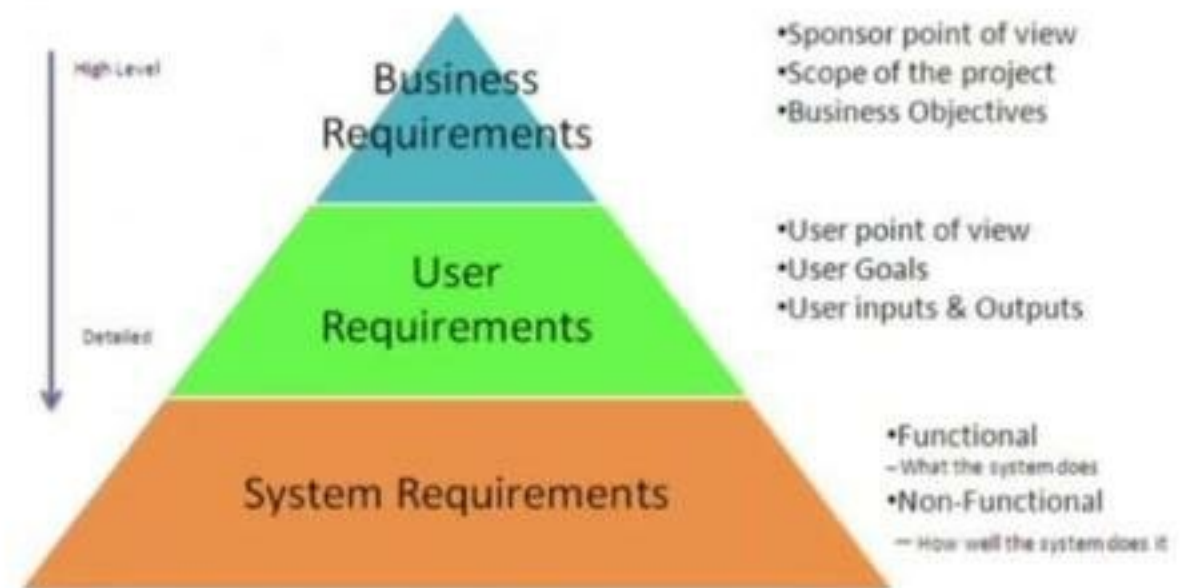 High Level
Detailed
Business
Requirements
•Sponsor point of view
•Scope of the project
•Business Objectives
User
Requirements
•User point of view
•User Goals
•User inputs & Outputs
System Requirements
•Functional
– What the system does
•Non-Functional
— How well the system does it